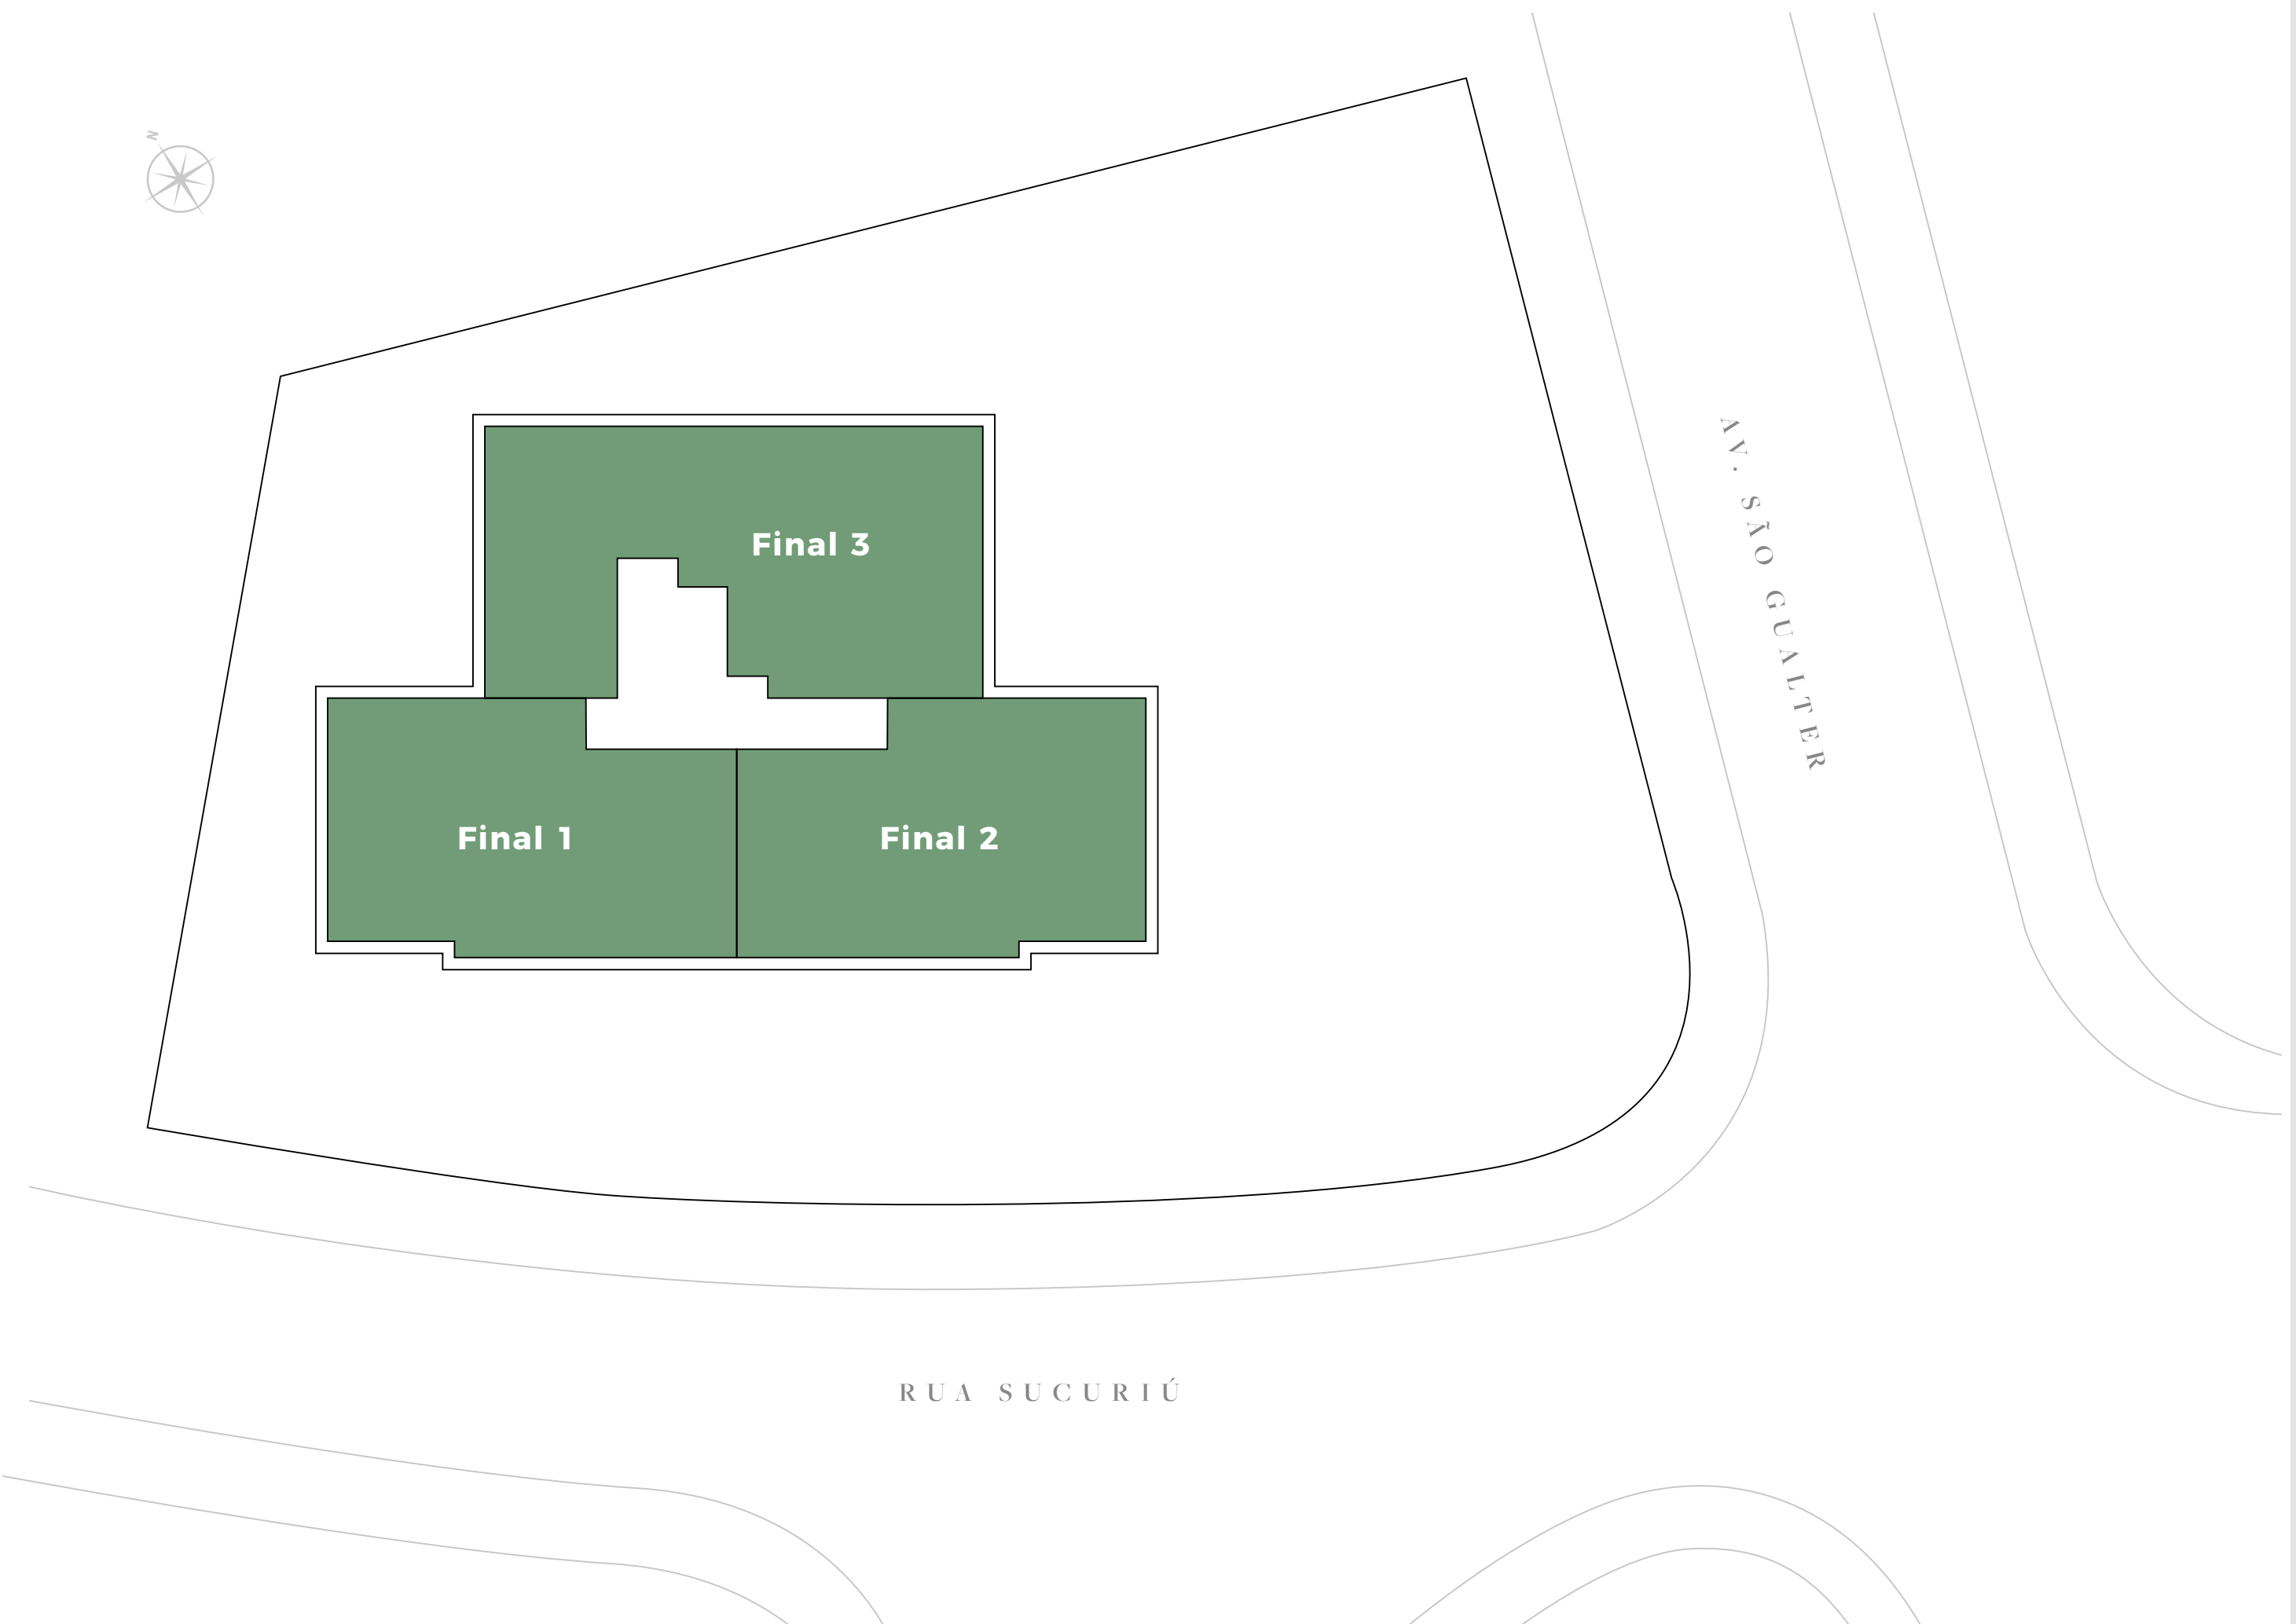 N
AV. SÃO GUALTER
Final 3
Final 1
Final 2
RUA SUCURIÚ